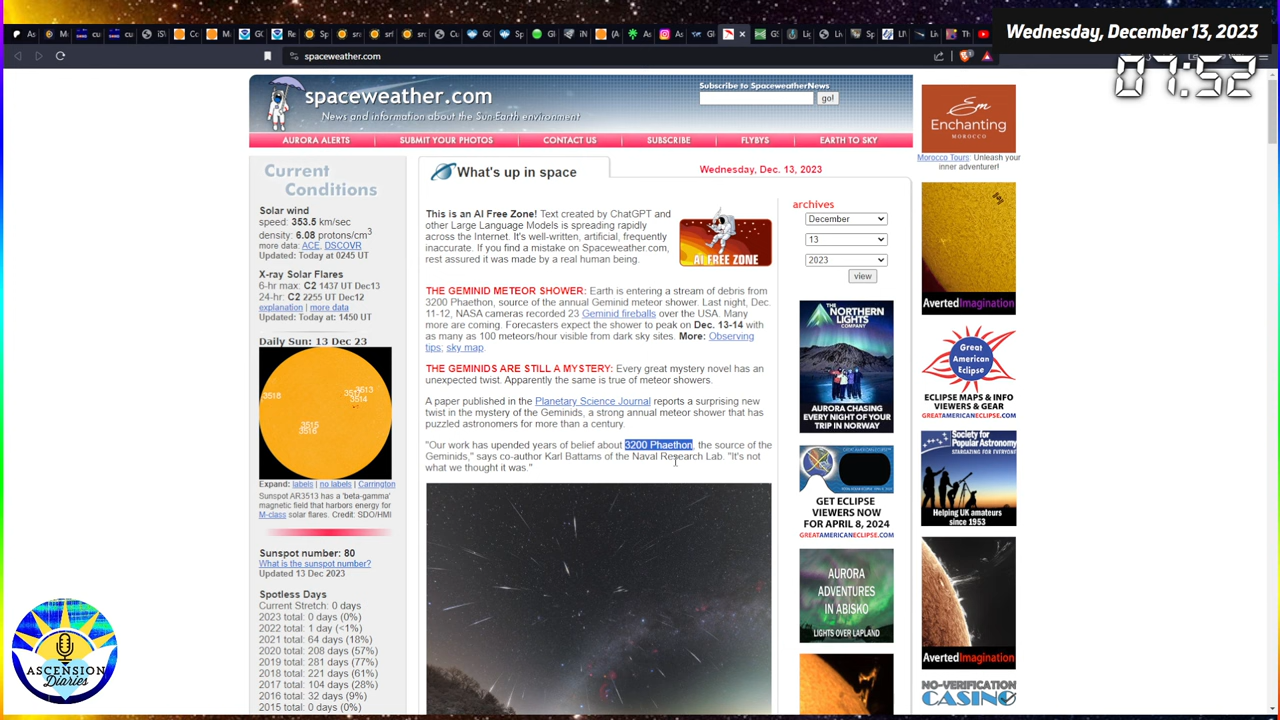 Wednesday, December 13, 2023
07:52
spaceweather.com
spaceweather.com
News and information about the Sun-Earth environment
Subscribe to SpaceweatherNews
go!
AURORA ALERTS
SUBMIT YOUR PHOTOS
CONTACT US
SUBSCRIBE
FLYBYS
EARTH TO SKY
Current
Conditions
Solar wind
speed: 353.5 km/sec
density: 6.08 protons/cm3
more data: ACE, DSCOVR
Updated: Today at 0245 UT
X-ray Solar Flares
6-hr max: C2 1437 UT Dec13
24-hr: C2 2255 UT Dec12
explanation | more data
Updated: Today at: 1450 UT
Daily Sun: 13 Dec 23
3513
3514
3515
Expand: labels | no labels | Carrington
Sunspot AR3513 has a 'beta-gamma'
magnetic field that harbors energy for
M-class solar flares. Credit: SDO/HMI
Sunspot number: 80
What is the sunspot number?
Updated 13 Dec 2023
Spotless Days
Current Stretch: 0 days
2023 total: 0 days (0%)
2022 total: 1 day (<1%)
2021 total: 64 days (18%)
2020 total: 208 days (57%)
2019 total: 281 days (77%)
2018 total: 221 days (61%)
2017 total: 104 days (28%)
2016 total: 32 days (9%)
2015 total: 0 days (0%)
What's up in space
Wednesday, Dec. 13, 2023
This is an AI Free Zone! Text created by ChatGPT and
other Large Language Models is spreading rapidly
across the Internet. It's well-written, artificial, frequently
inaccurate. If you find a mistake on Spaceweather.com,
rest assured it was made by a real human being.
AI FREE ZONE
THE GEMINID METEOR SHOWER: Earth is entering a stream of debris from
3200 Phaethon, source of the annual Geminid meteor shower. Last night, Dec.
11-12, NASA cameras recorded 23 Geminid fireballs over the USA. Many
more are coming. Forecasters expect the shower to peak on Dec. 13-14 with
as many as 100 meteors/hour visible from dark sky sites. More: Observing
tips; sky map.
THE GEMINIDS ARE STILL A MYSTERY: Every great mystery novel has an
unexpected twist. Apparently the same is true of meteor showers.
A paper published in the Planetary Science Journal reports a surprising new
twist in the mystery of the Geminids, a strong annual meteor shower that has
puzzled astronomers for more than a century.
"Our work has upended years of belief about 3200 Phaethon, the source of the
Geminids," says co-author Karl Battams of the Naval Research Lab. "It's not
what we thought it was."
archives
December
13
2023
view
THE
NORTHERN
LIGHTS
COMPANY
AURORA CHASING
EVERY NIGHT OF YOUR
TRIP IN NORWAY
GET ECLIPSE
VIEWERS NOW
FOR APRIL 8, 2024
GREATAMERICANECLIPSE.COM
AURORA
ADVENTURES
IN ABISKO
LIGHTS OVER LAPLAND
Em
Enchanting
MOROCCO
Morocco Tours: Unleash your
inner adventurer!
AvertedImagination
Great
American
Eclipse
ECLIPSE MAPS & INFO
VIEWERS & GEAR
GREATAMERICANECLIPSE.COM
Society for
Popular Astronomy
STARGAZING FOR EVERYONE
Helping UK amateurs
since 1953
AvertedImagination
NO-VERIFICATION
CASINO
ASCENSION
DiARiES